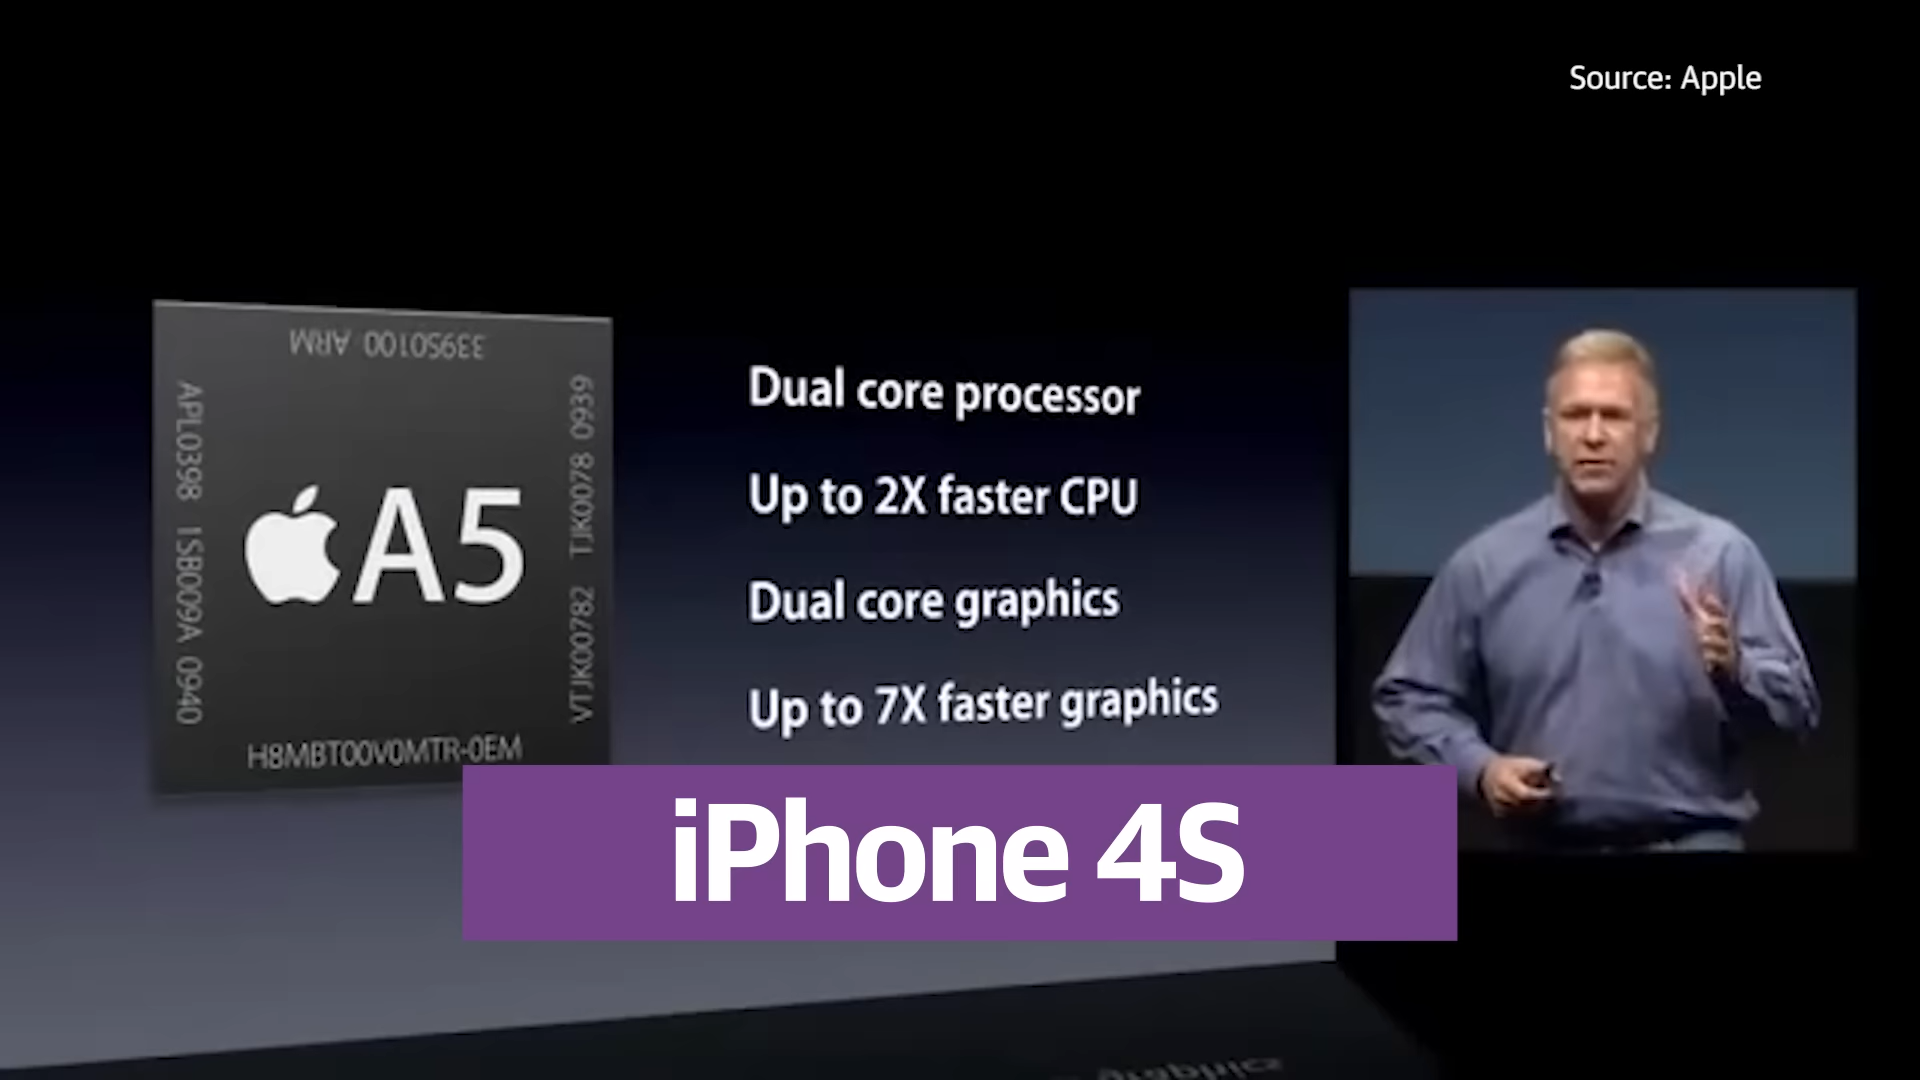 Source: Apple
339S0100 ARM
APL0398 ISB009A 0940
A5
VTJK00782 TJK0078 0939
H8MBT00V0MTR-0EM
Dual core processor
Up to 2X faster CPU
Dual core graphics
Up to 7X faster graphics
iPhone 4S
graphics